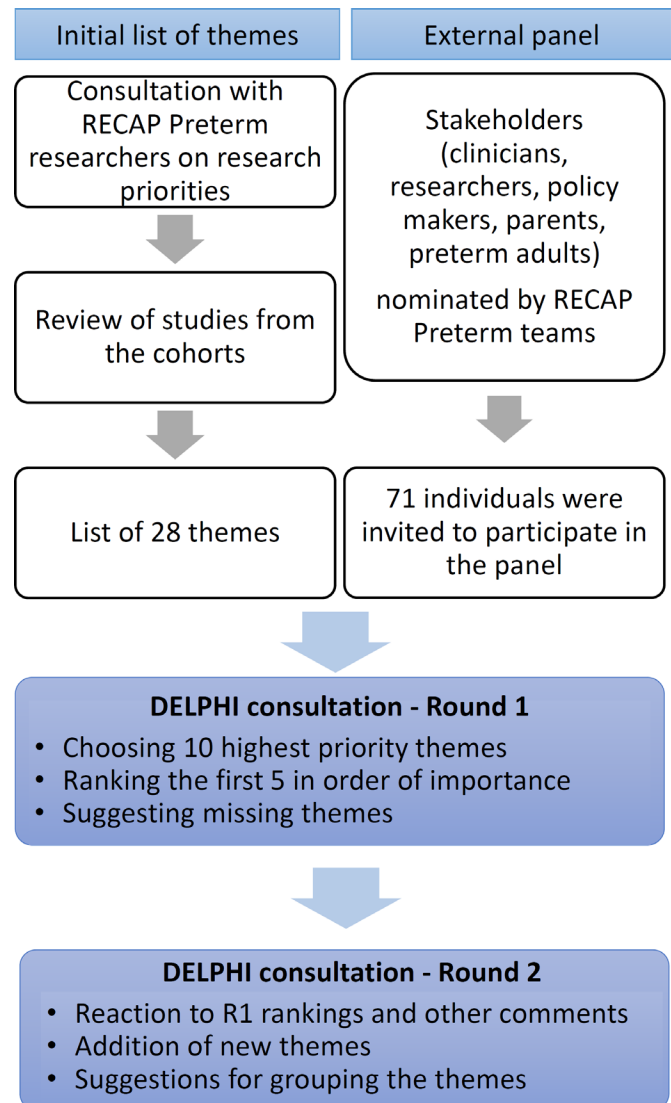 Initial list of themes
Consultation with
RECAP Preterm
researchers on research
priorities
Review of studies from
the cohorts
List of 28 themes
External panel
Stakeholders
(clinicians,
researchers, policy
makers, parents,
preterm adults)
nominated by RECAP
Preterm teams
71 individuals were
invited to participate in
the panel
DELPHI consultation - Round 1
• Choosing 10 highest priority themes
• Ranking the first 5 in order of importance
• Suggesting missing themes
DELPHI consultation - Round 2
• Reaction to R1 rankings and other comments
• Addition of new themes
• Suggestions for grouping the themes